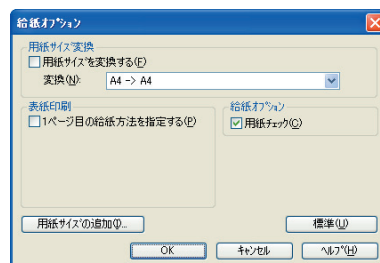 給紙オプション
用紙サイズ変換
用紙サイズを変換する(F)
変換(N): A4 -> A4
表紙印刷
1ページ目の給紙方法を指定する(P)
給紙オプション
用紙チェック(C)
用紙サイズの追加(I)...
標準(U)
OK キャンセル ヘルプ(H)